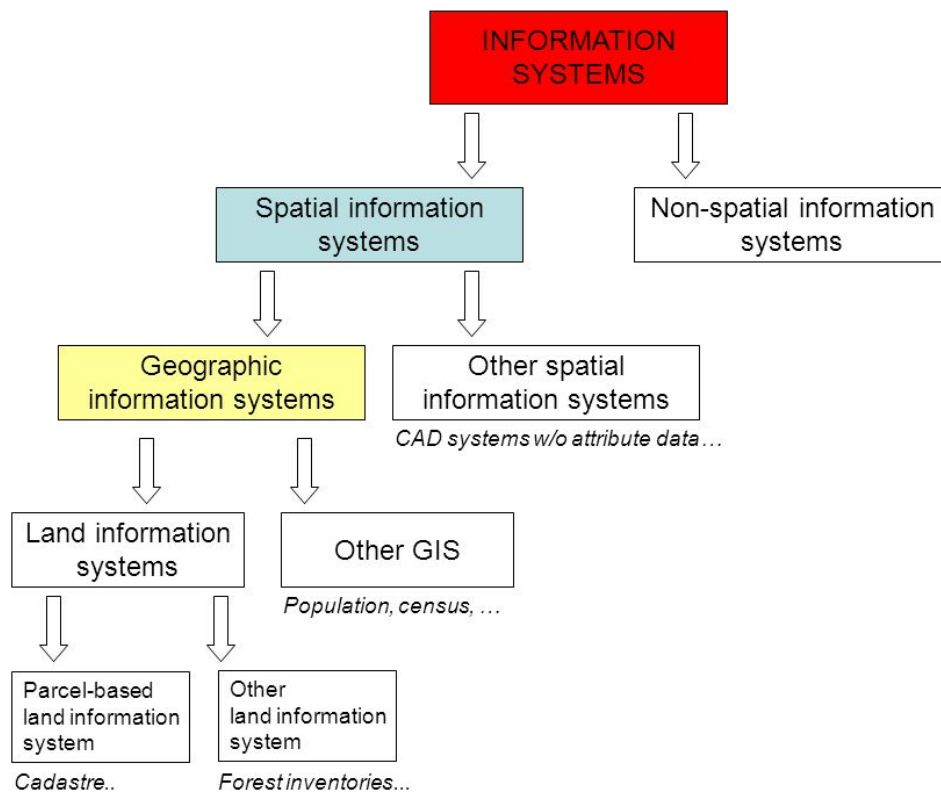 INFORMATION
SYSTEMS
Spatial information
systems
Non-spatial information
systems
Geographic
information systems
Other spatial
information systems
CAD systems w/o attribute data…
Land information
systems
Other GIS
Population, census, …
Parcel-based
land information
system
Other
land information
system
Cadastre..
Forest inventories...